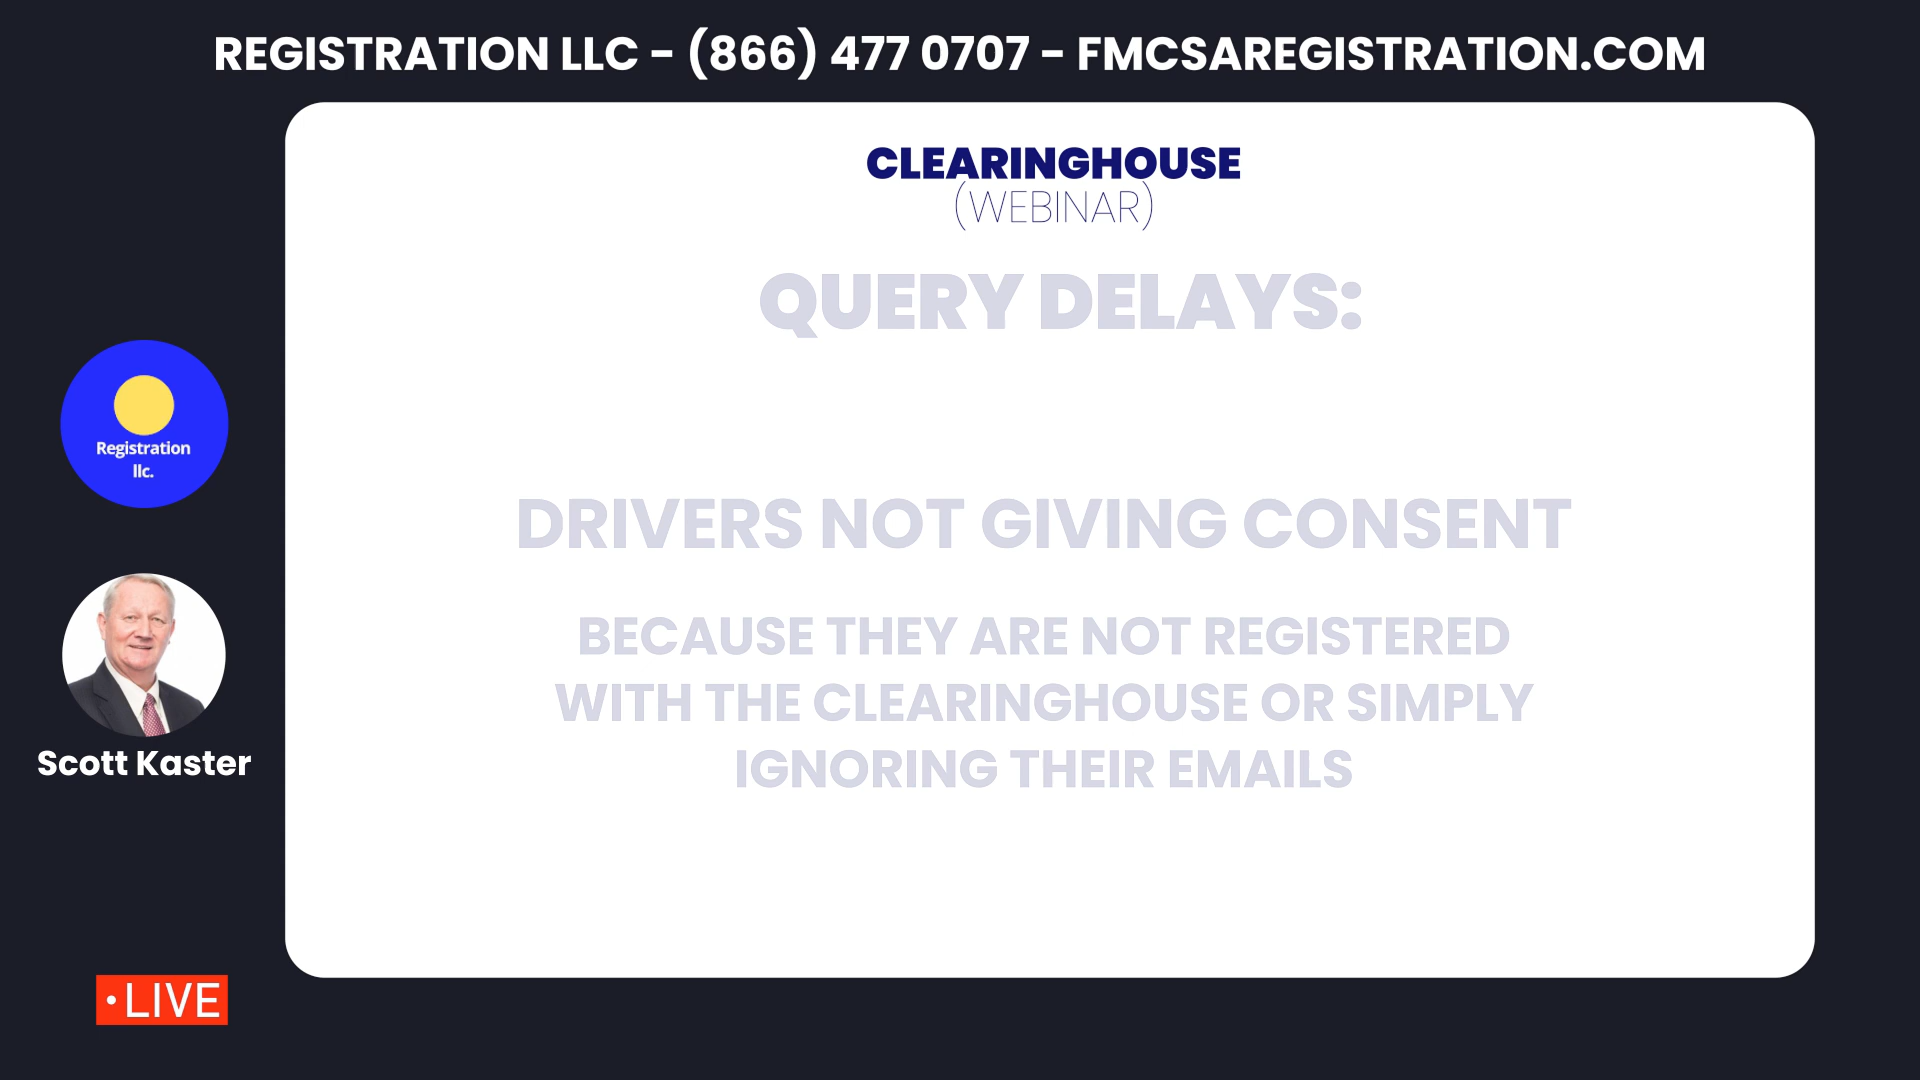 REGISTRATION LLC - (866) 477 0707 - FMCSAREGISTRATION.COM
CLEARINGHOUSE
(WEBINAR)
QUERY DELAYS:
DRIVERS NOT GIVING CONSENT
BECAUSE THEY ARE NOT REGISTERED
WITH THE CLEARINGHOUSE OR SIMPLY
IGNORING THEIR EMAILS
Registration
llc.
Scott Kaster
• LIVE